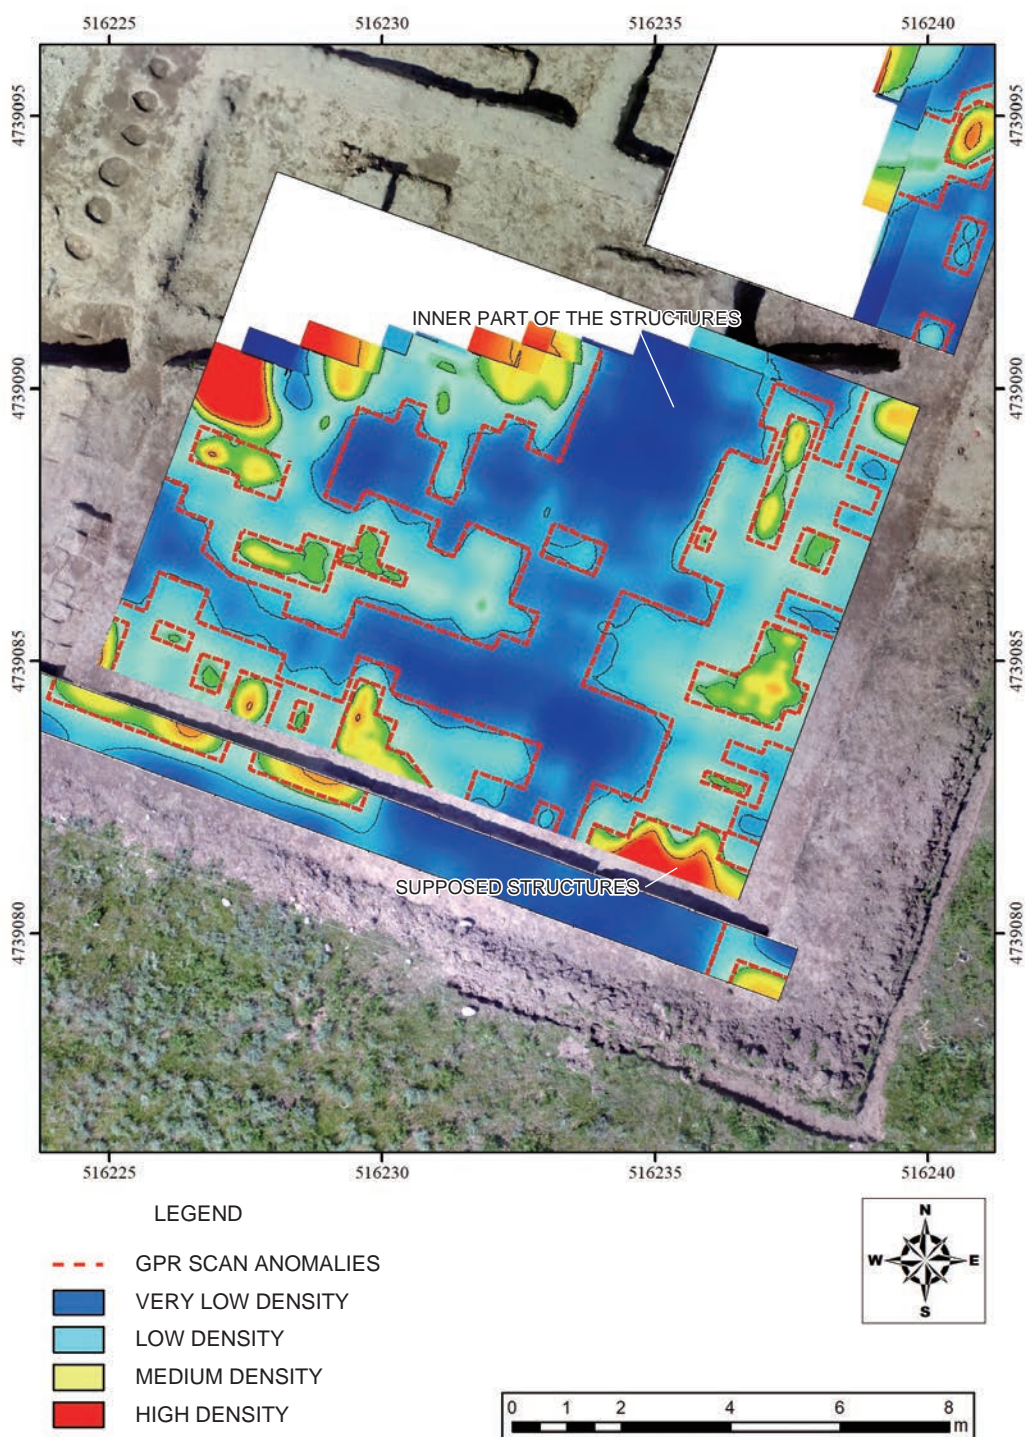 516225 516230 516235 516240
4739095 4739095
INNER PART OF THE STRUCTURES
4739090 4739090
4739085 4739085
SUPPOSED STRUCTURES
4739080 4739080
516225 516230 516235 516240
LEGEND
GPR SCAN ANOMALIES
VERY LOW DENSITY
LOW DENSITY
MEDIUM DENSITY
HIGH DENSITY
N
W E
S
0 1 2 4 6 8
m